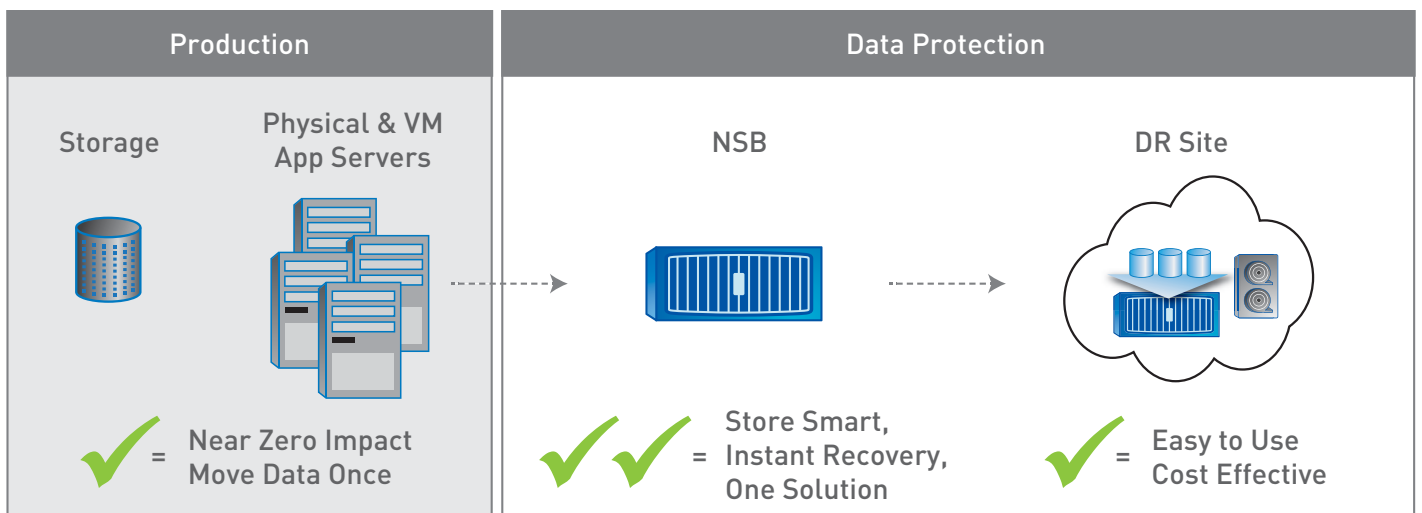 Production
Data Protection
Storage
Physical & VM
App Servers
NSB
DR Site
= Near Zero Impact
Move Data Once
= Store Smart,
Instant Recovery,
One Solution
= Easy to Use
Cost Effective